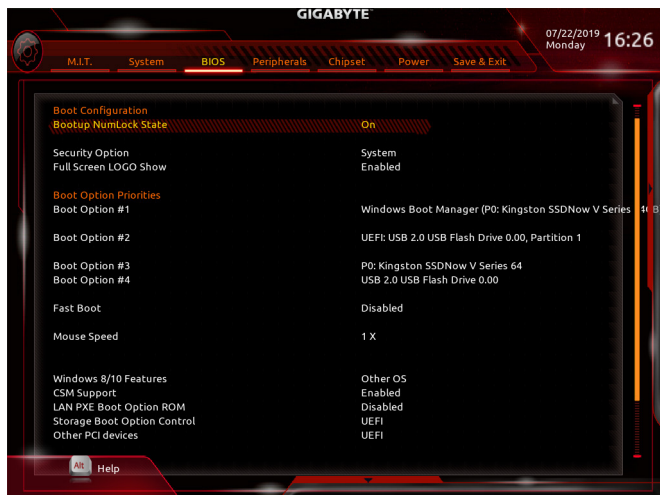 GIGABYTE™
07/22/2019 16:26
Monday
M.I.T. System BIOS Peripherals Chipset Power Save & Exit
Boot Configuration
Bootup NumLock State On
Security Option System
Full Screen LOGO Show Enabled
Boot Option Priorities
Boot Option #1 Windows Boot Manager (P0: Kingston SSDNow V Series
Boot Option #2 UEFI: USB 2.0 USB Flash Drive 0.00, Partition 1
Boot Option #3 P0: Kingston SSDNow V Series 64
Boot Option #4 USB 2.0 USB Flash Drive 0.00
Fast Boot Disabled
Mouse Speed 1 X
Windows 8/10 Features Other OS
CSM Support Enabled
LAN PXE Boot Option ROM Disabled
Storage Boot Option Control UEFI
Other PCI devices UEFI
Alt Help